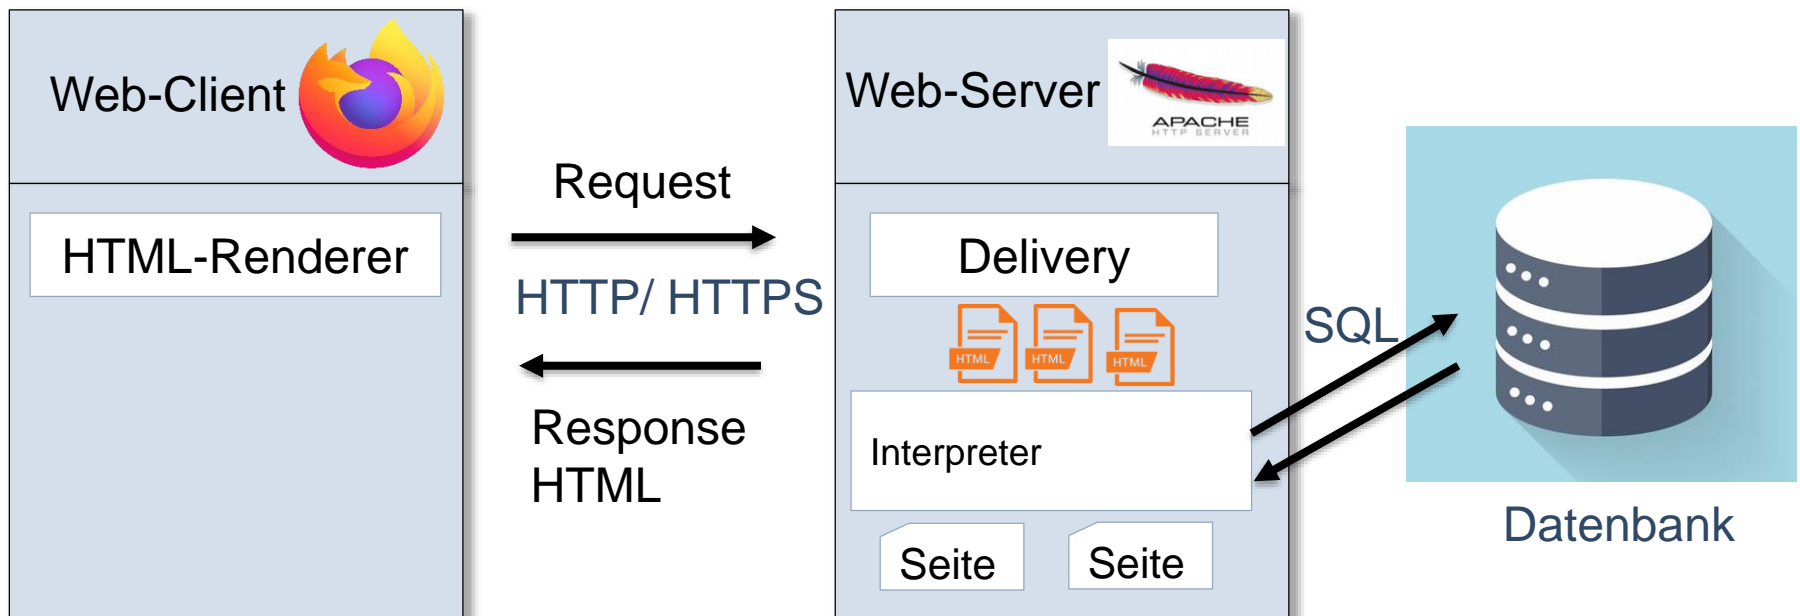 Web-Client
HTML-Renderer
Request
HTTP/ HTTPS
Response
HTML
Web-Server
APACHE
HTTP SERVER
Delivery
HTML
HTML
HTML
Interpreter
Seite
Seite
SQL
Datenbank